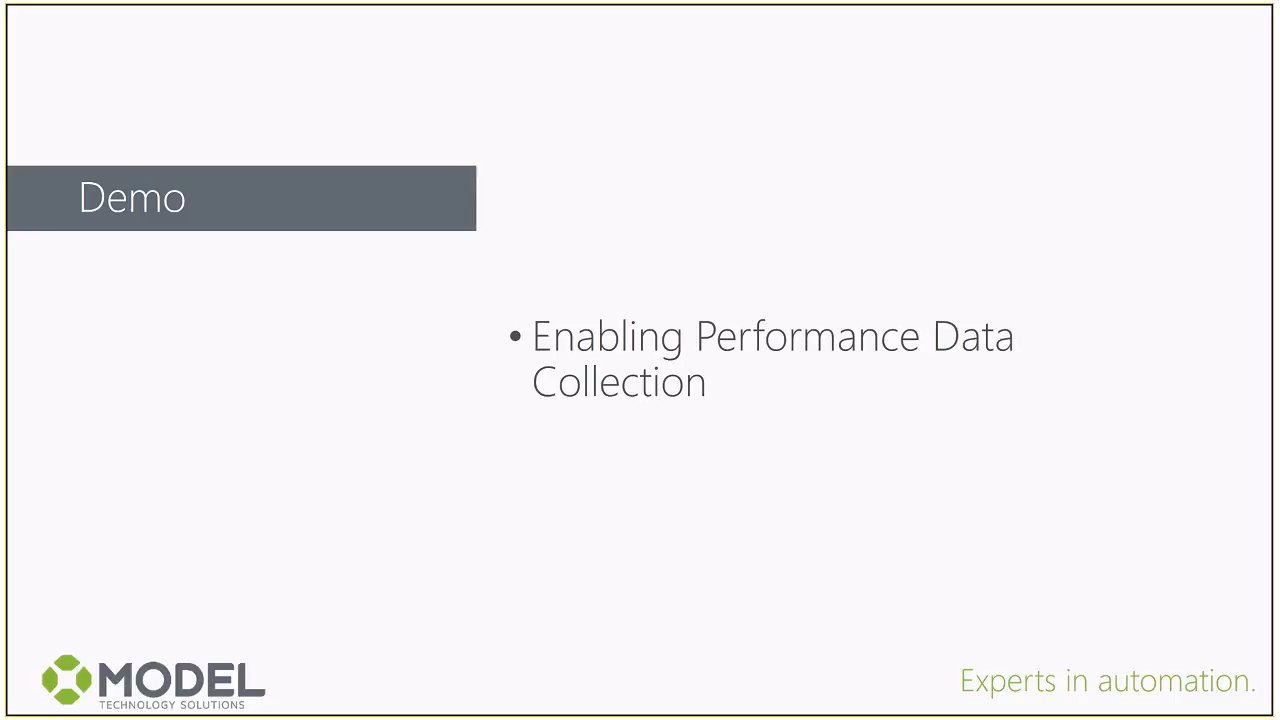 Demo
• Enabling Performance Data
Collection
MODEL
TECHNOLOGY SOLUTIONS
Experts in automation.